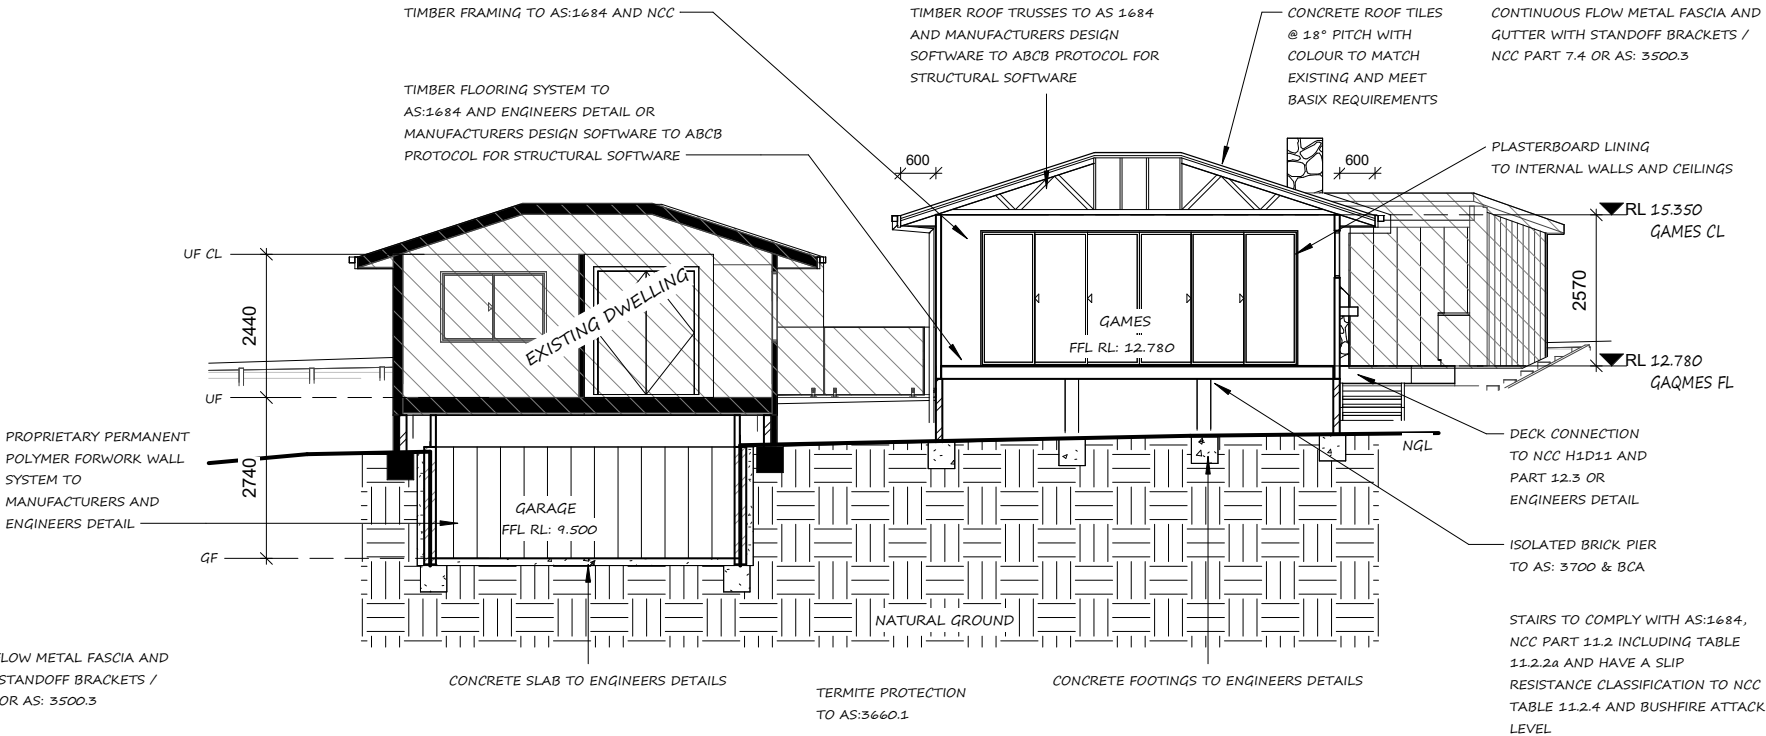 TIMBER FRAMING TO AS:1684 AND NCC
TIMBER FLOORING SYSTEM TO
AS:1684 AND ENGINEERS DETAIL OR
MANUFACTURERS DESIGN SOFTWARE TO ABCB
PROTOCOL FOR STRUCTURAL SOFTWARE
TIMBER ROOF TRUSSES TO AS 1684
AND MANUFACTURERS DESIGN
SOFTWARE TO ABCB PROTOCOL FOR
STRUCTURAL SOFTWARE
CONCRETE ROOF TILES
@ 18° PITCH WITH
COLOUR TO MATCH
EXISTING AND MEET
BASIX REQUIREMENTS
CONTINUOUS FLOW METAL FASCIA AND
GUTTER WITH STANDOFF BRACKETS /
NCC PART 7.4 OR AS: 3500.3
PLASTERBOARD LINING
TO INTERNAL WALLS AND CEILINGS
600
600
RL 15.350
GAMES CL
2570
RL 12.780
GAQMES FL
UF CL
2440
UF
2740
GF
EXISTING DWELLING
GAMES
FFL RL: 12.780
GARAGE
FFL RL: 9.500
PROPRIETARY PERMANENT
POLYMER FORWORK WALL
SYSTEM TO
MANUFACTURERS AND
ENGINEERS DETAIL
NGL
DECK CONNECTION
TO NCC H1D11 AND
PART 12.3 OR
ENGINEERS DETAIL
ISOLATED BRICK PIER
TO AS: 3700 & BCA
NATURAL GROUND
STAIRS TO COMPLY WITH AS:1684,
NCC PART 11.2 INCLUDING TABLE
11.2.2a AND HAVE A SLIP
RESISTANCE CLASSIFICATION TO NCC
TABLE 11.2.4 AND BUSHFIRE ATTACK
LEVEL
FLOW METAL FASCIA AND
STANDOFF BRACKETS /
OR AS: 3500.3
CONCRETE SLAB TO ENGINEERS DETAILS
TERMITE PROTECTION
TO AS:3660.1
CONCRETE FOOTINGS TO ENGINEERS DETAILS